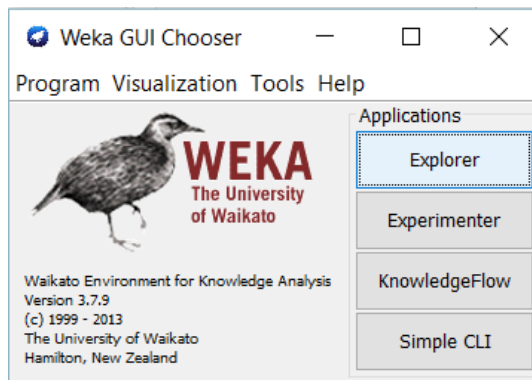 Weka GUI Chooser
Program Visualization Tools Help
Applications
WEKA
The University
of Waikato
Explorer
Experimenter
KnowledgeFlow
Simple CLI
Waikato Environment for Knowledge Analysis
Version 3.7.9
(c) 1999 - 2013
The University of Waikato
Hamilton, New Zealand